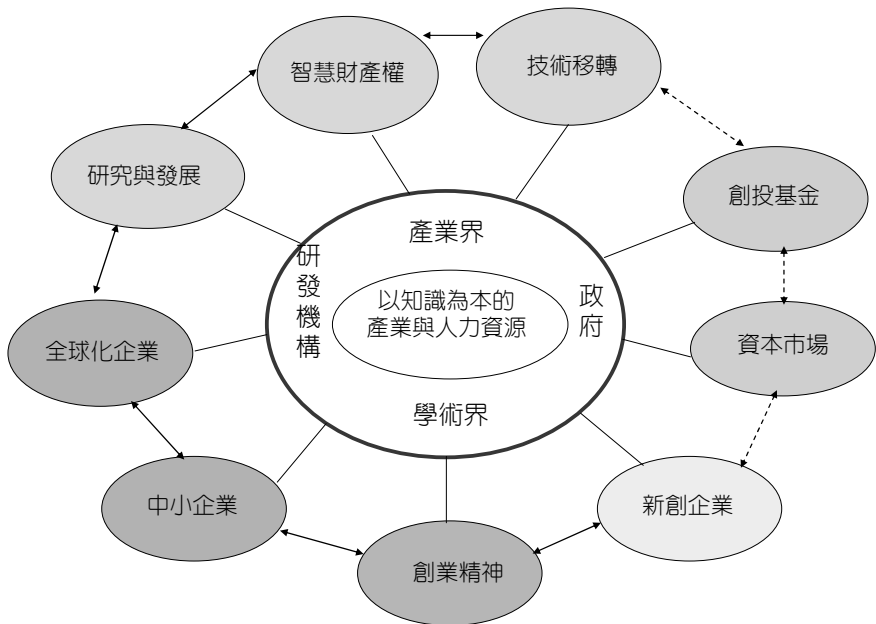 智慧財產權
技術移轉
研究與發展
創投基金
產業界
研發機構
政府
以知識為本的
產業與人力資源
全球化企業
資本市場
學術界
中小企業
新創企業
創業精神